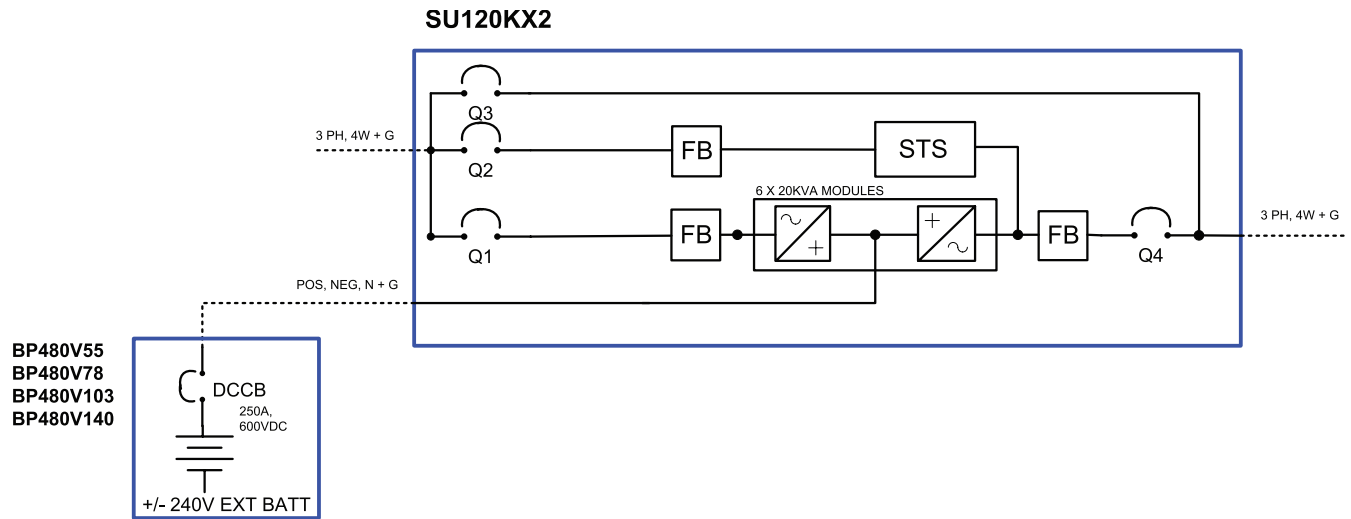 SU120KX2
Q3
3 PH, 4W + G
FB
STS
Q2
6 X 20KVA MODULES
3 PH, 4W + G
FB
FB
Q1
Q4
POS, NEG, N + G
BP480V55
BP480V78
BP480V103
BP480V140
DCCB
250A,
600VDC
+/- 240V EXT BATT